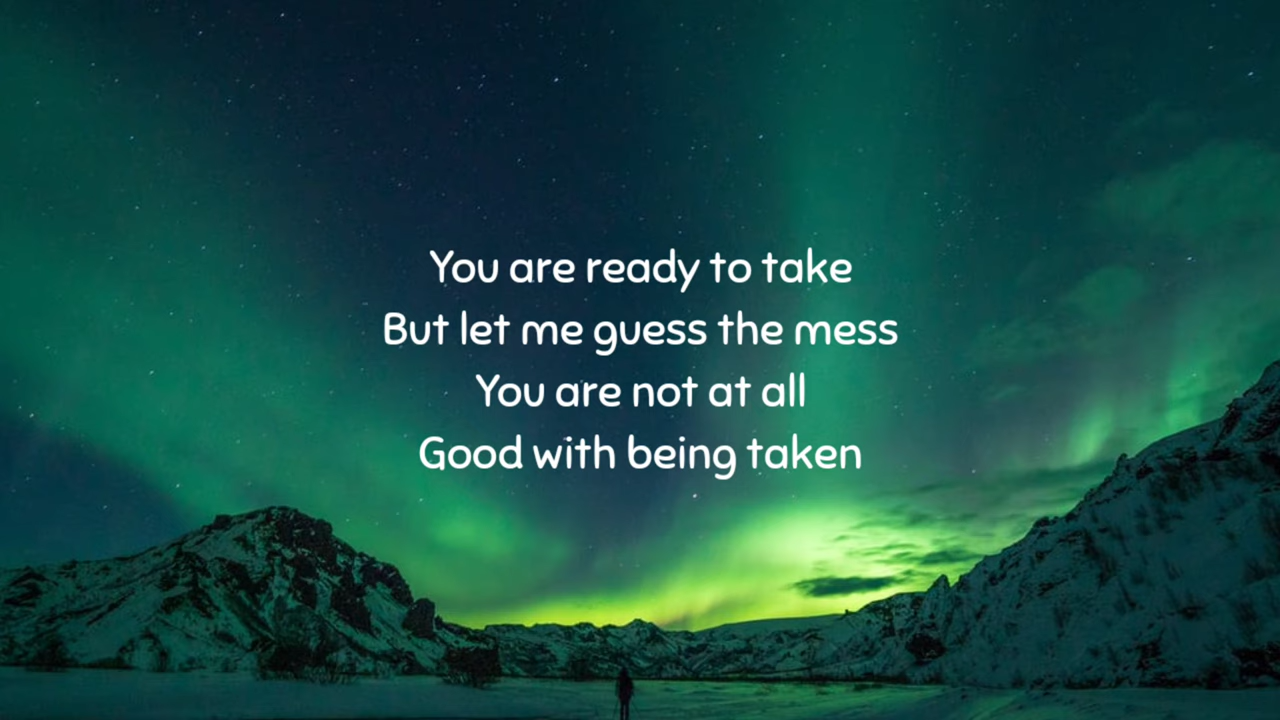 You are ready to take
But let me guess the mess
You are not at all
Good with being taken